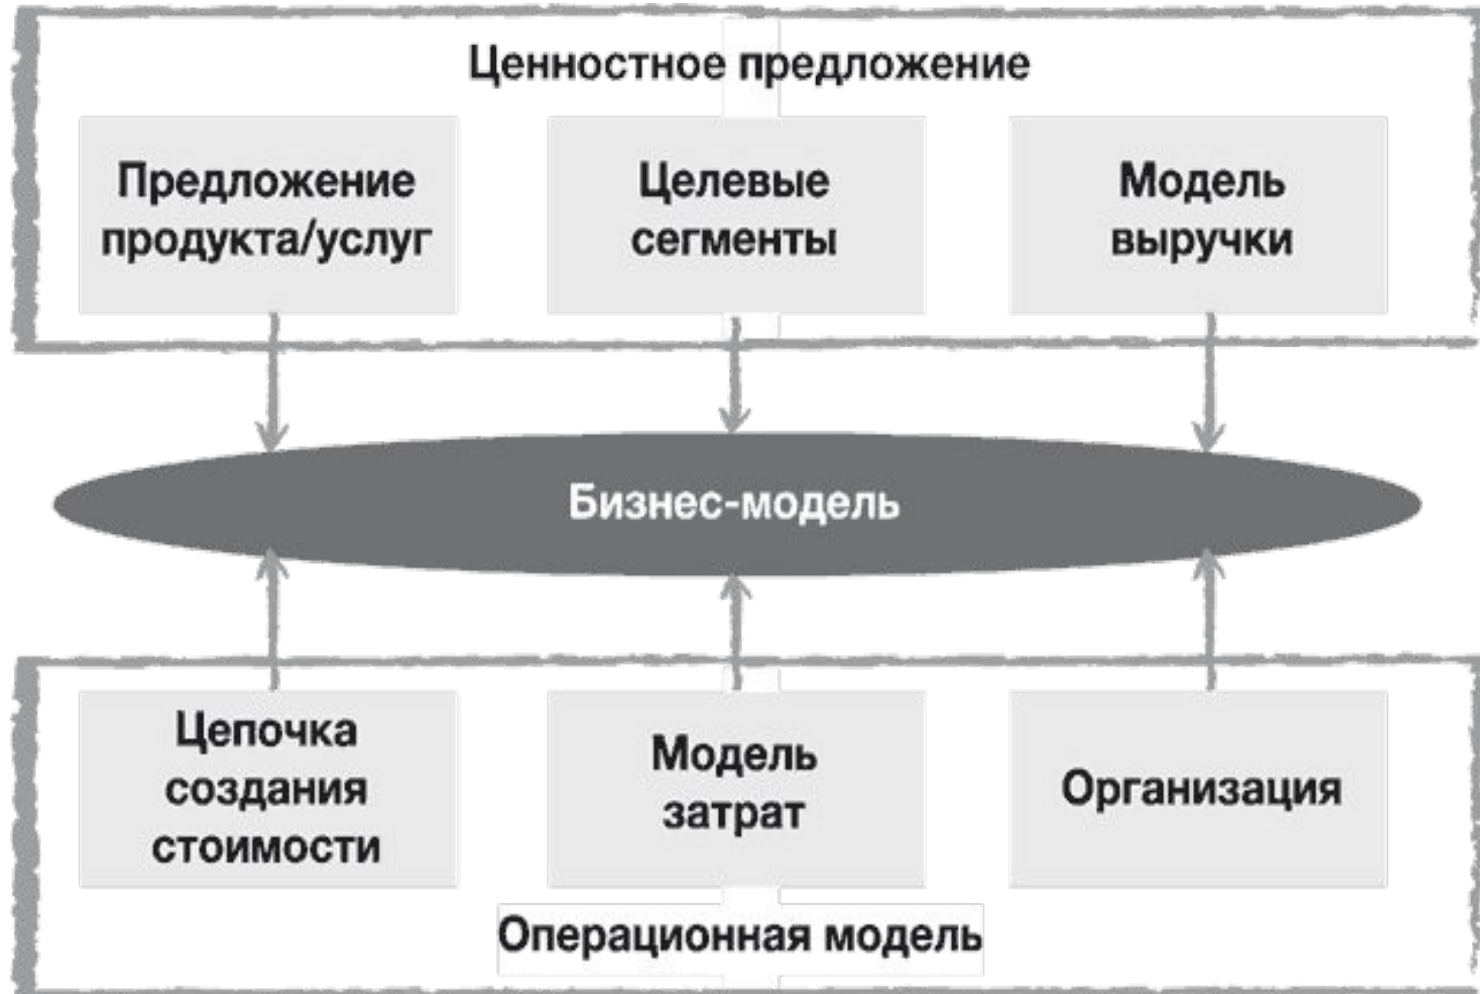 Ценностное предложение
Предложение
продукта/услуг
Целевые
сегменты
Модель
выручки
Бизнес-модель
Цепочка
создания
стоимости
Модель
затрат
Организация
Операционная модель